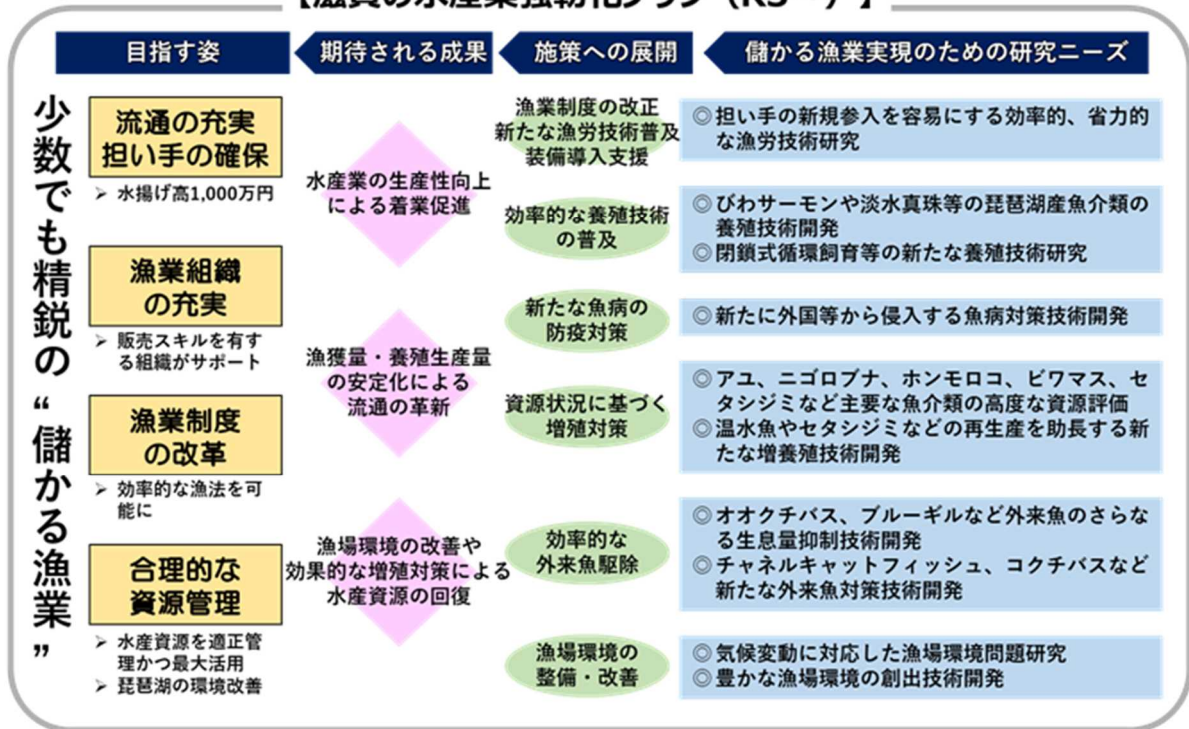 目指す姿
期待される成果
施策への展開
儲かる漁業実現のための研究ニーズ
少数でも精鋭の“儲かる漁業”
流通の充実
担い手の確保
➢ 水揚げ高1,000万円
漁業組織
の充実
➢ 販売スキルを有す
る組織がサポート
漁業制度
の改革
➢ 効率的な漁法を可
能に
合理的な
資源管理
➢ 水産資源を適正管
理かつ最大活用
➢ 琵琶湖の環境改善
水産業の生産性向上
による着業促進
漁獲量・養殖生産量
の安定化による
流通の革新
漁場環境の改善や
効果的な増殖対策による
水産資源の回復
漁業制度の改正
新たな漁労技術普及
装備導入支援
効率的な養殖技術
の普及
新たな魚病の
防疫対策
資源状況に基づく
増殖対策
効率的な
外来魚駆除
漁場環境の
整備・改善
◎担い手の新規参入を容易にする効率的、省力的
な漁労技術研究
◎びわサーモンや淡水真珠等の琵琶湖産魚介類の
養殖技術開発
◎閉鎖式循環飼育等の新たな養殖技術研究
◎新たに外国等から侵入する魚病対策技術開発
◎アユ、ニゴロブナ、ホンモロコ、ビワマス、セ
タシジミなど主要な魚介類の高度な資源評価
◎温水魚やセタシジミなどの再生産を助長する新
たな増養殖技術開発
◎オオクチバス、ブルーギルなど外来魚のさらな
る生息量抑制技術開発
◎チャネルキャットフィッシュ、コクチバスなど
新たな外来魚対策技術開発
◎気候変動に対応した漁場環境問題研究
◎豊かな漁場環境の創出技術開発